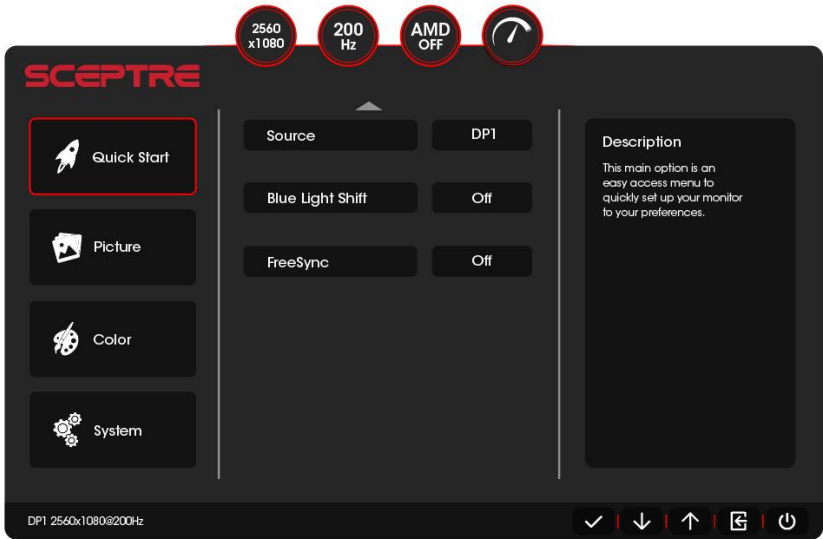 2560
x1080
200
Hz
AMD
OFF
SCEPTRE
Quick Start
Picture
Color
System
Source
DP1
Blue Light Shift
Off
FreeSync
Off
Description
This main option is an
easy access menu to
quickly set up your monitor
to your preferences.
DP1 2560x1080@200Hz